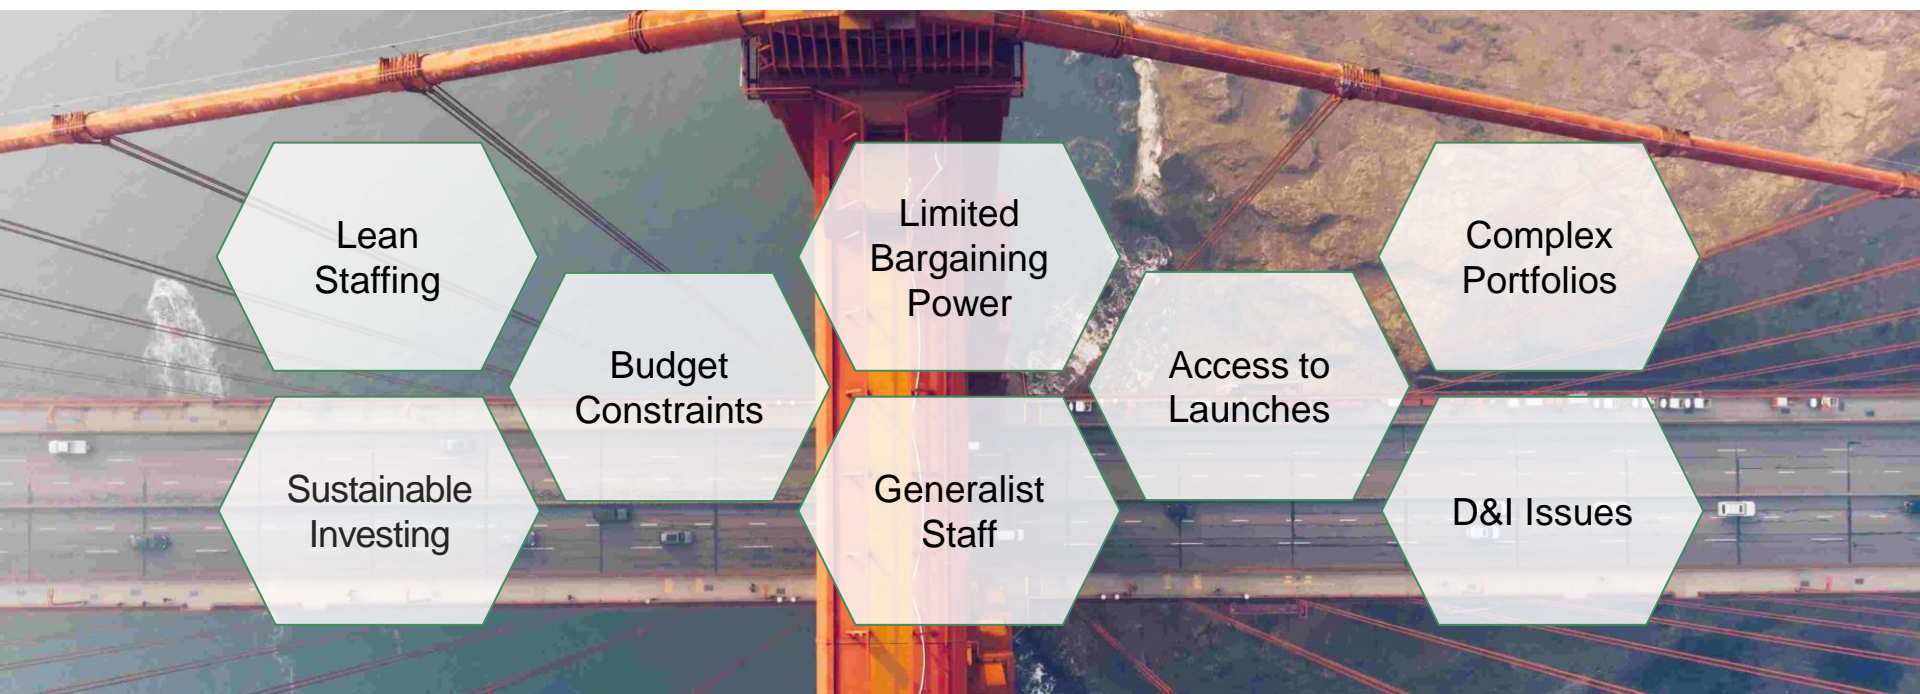 Lean
Staffing
Budget
Constraints
Limited
Bargaining
Power
Access to
Launches
Complex
Portfolios
Sustainable
Investing
Generalist
Staff
D&I Issues